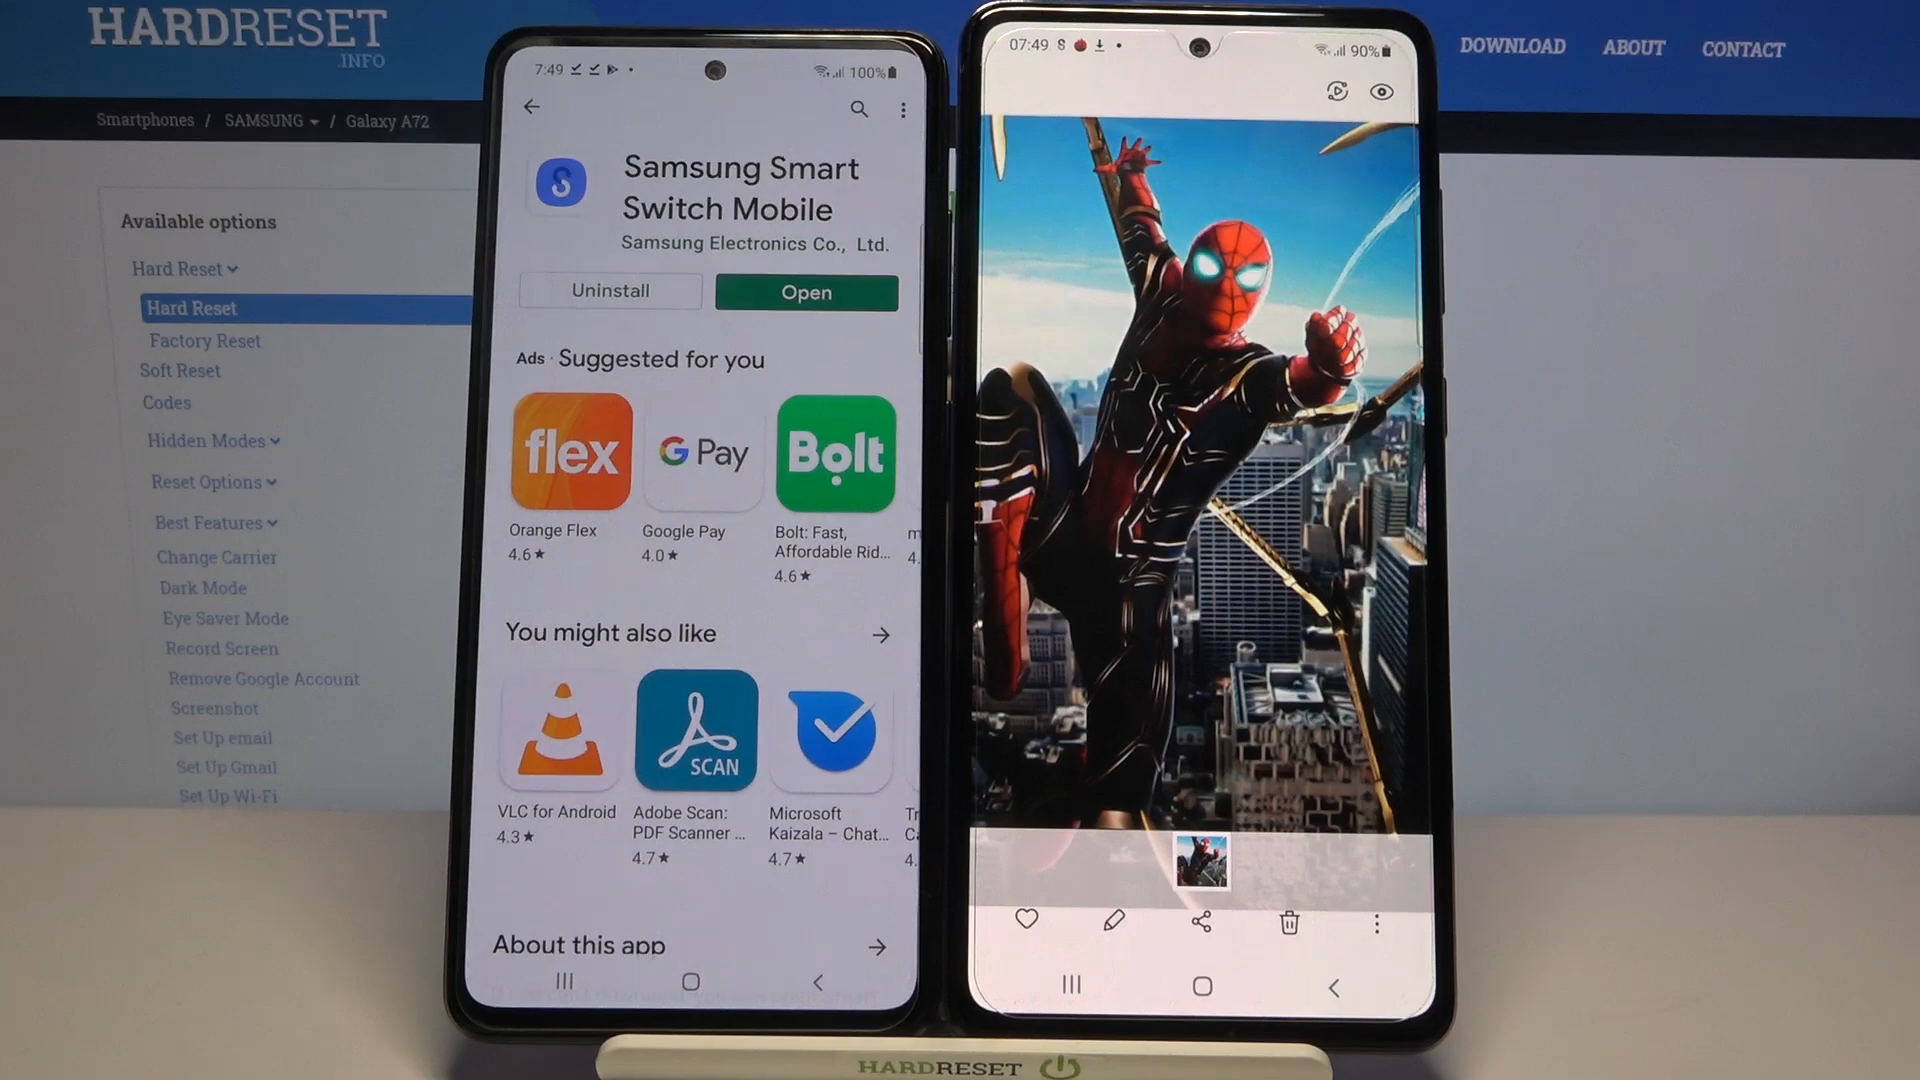 HARDRESET
.INFO
DOWNLOAD ABOUT CONTACT
Smartphones / SAMSUNG / Galaxy A72
Available options
Hard Reset
Hard Reset
Factory Reset
Soft Reset
Codes
Hidden Modes
Reset Options
Best Features
Change Carrier
Dark Mode
Eye Saver Mode
Record Screen
Remove Google Account
Screenshot
Set Up email
Set Up Gmail
Set Up Wi-Fi
7:49 100%
Samsung Smart
Switch Mobile
Samsung Electronics Co., Ltd.
Uninstall Open
Ads · Suggested for you
flex G Pay Bolt
Orange Flex
4.6★
Google Pay
4.0★
Bolt: Fast,
Affordable Rid...
4.6★
m
4.
You might also like
SCAN
VLC for Android
4.3★
Adobe Scan:
PDF Scanner ...
4.7★
Microsoft
Kaizala – Chat...
4.7★
4.
About this app
07:49 90%
HARDRESET